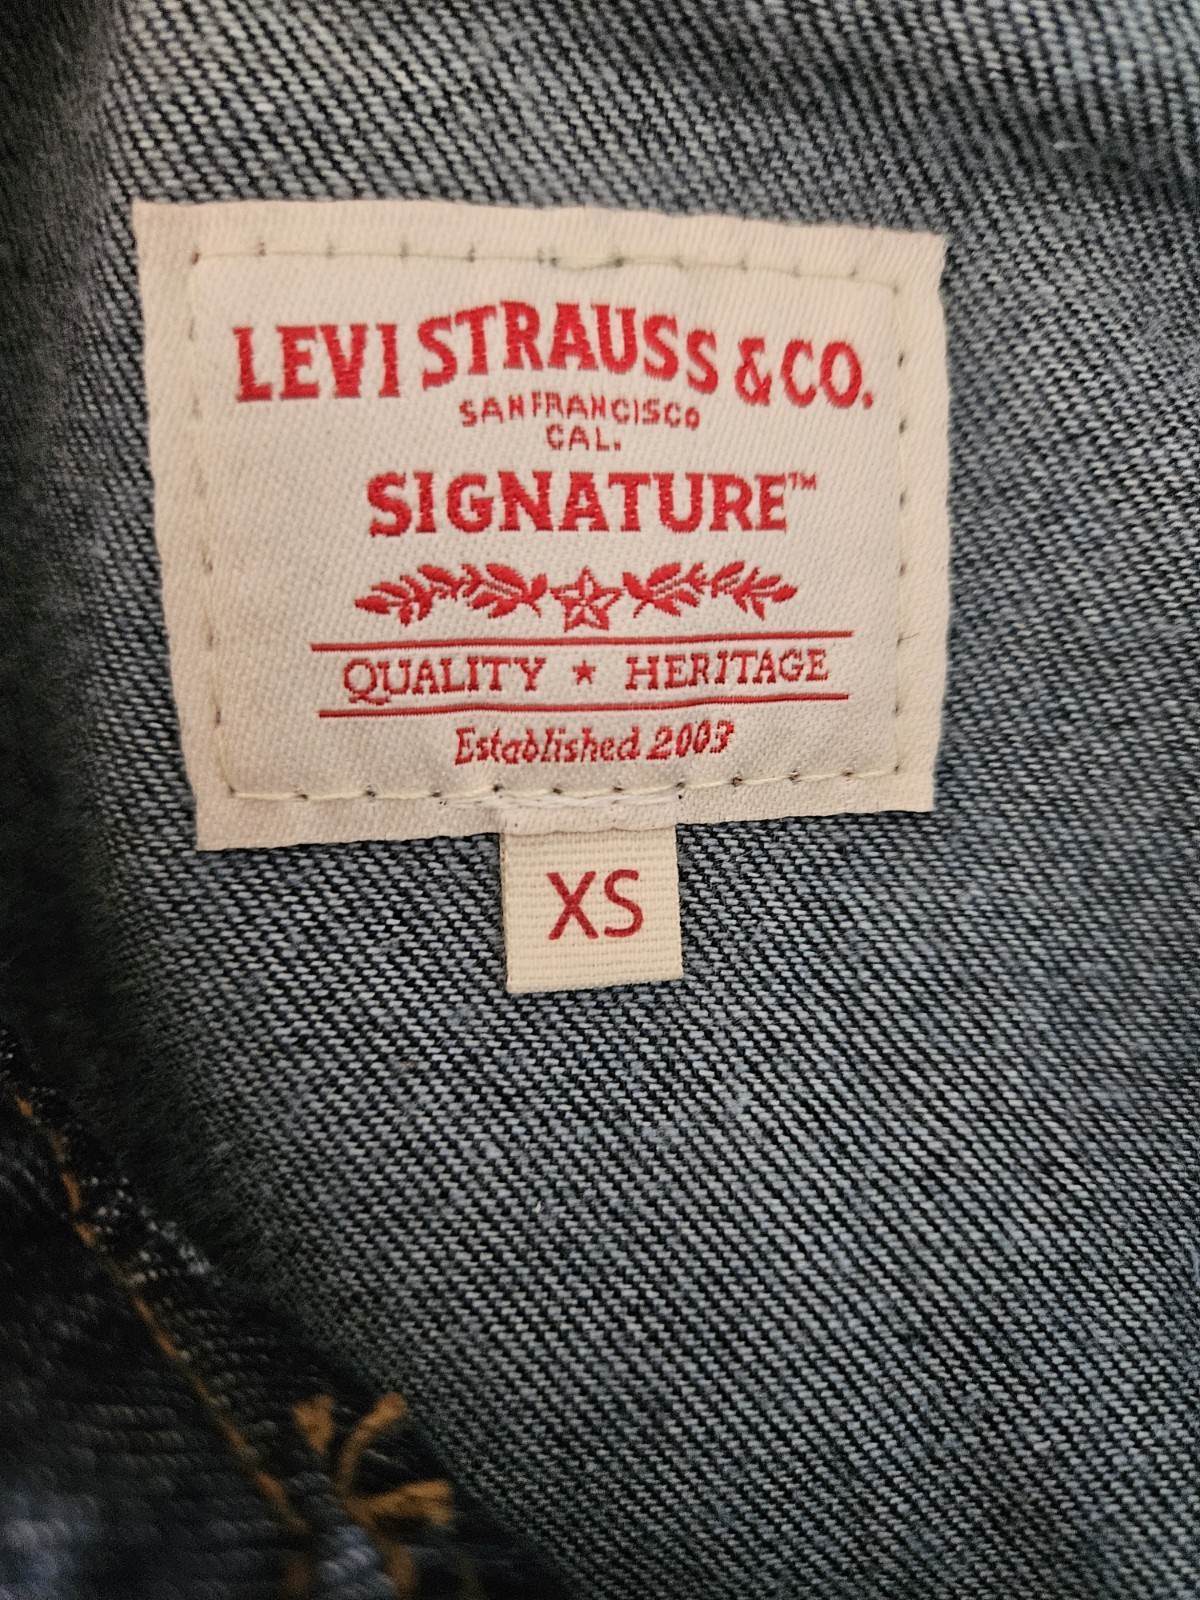 LEVI STRAUSS & CO.
SAN FRANCISCO
CAL.
SIGNATURE™
QUALITY ★ HERITAGE
Established 2003
XS